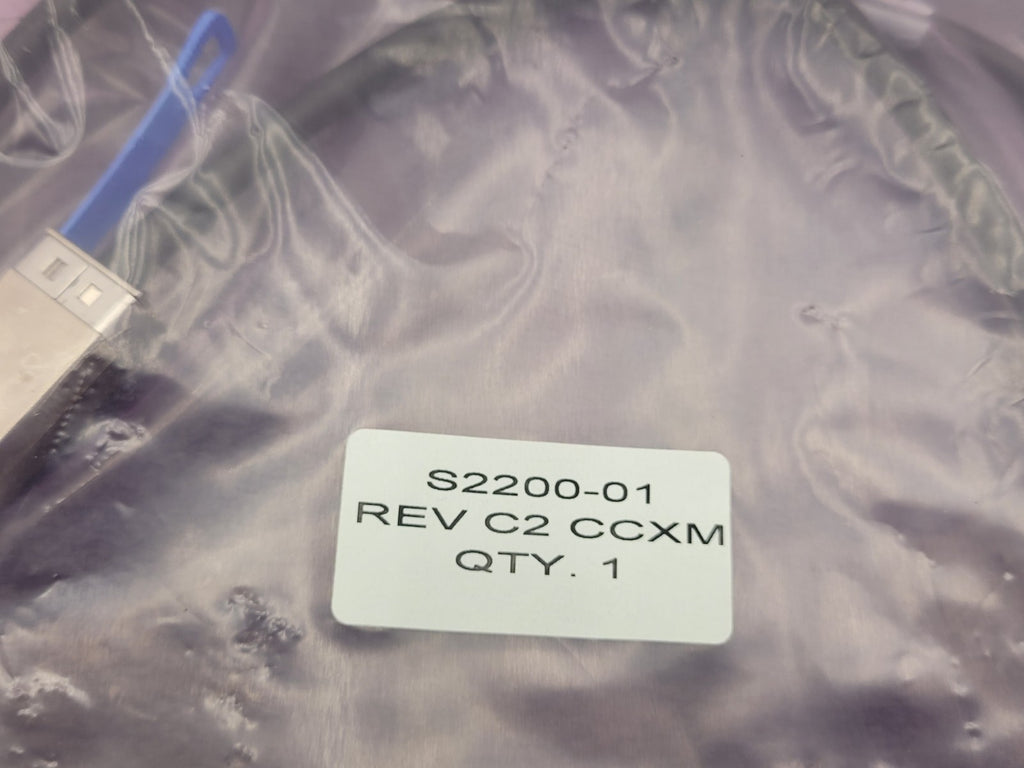 S2200-01
REV C2 CCXM
QTY. 1